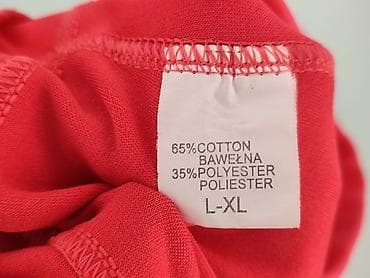 65%COTTON
BAWEŁNA
35%POLYESTER
POLIESTER
L-XL